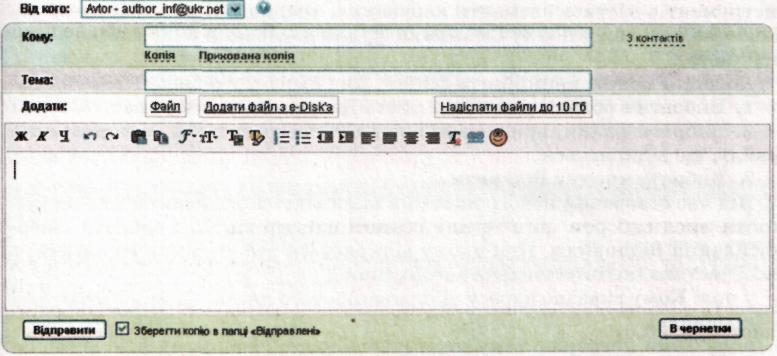 Від кого: Avtor - author_inf@ukr.net
Кому: З контактів
Копія Прихована копія
Тема:
Додати: Файл Додати файл з e-Disk'а Надіслати файли до 10 Гб
Ж К Ч
Відправити Зберегти копію в папці «Відправлені» В чернетки